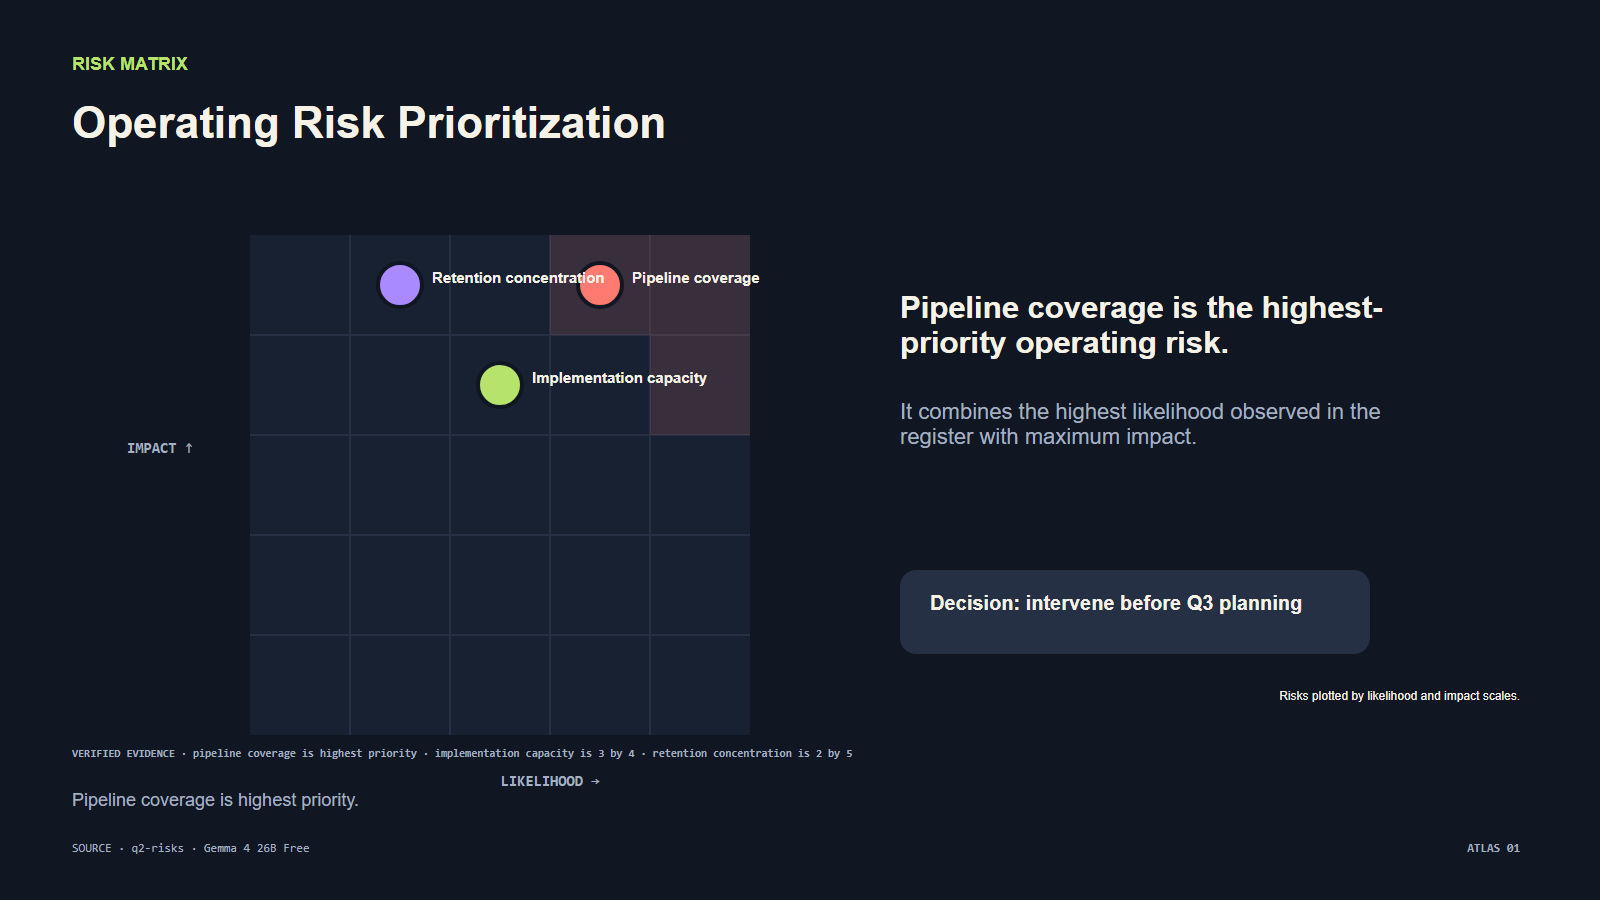 RISK MATRIX
Operating Risk Prioritization
Retention concentration
Pipeline coverage
Implementation capacity
IMPACT ↑
Pipeline coverage is the highest-
priority operating risk.
It combines the highest likelihood observed in the
register with maximum impact.
Decision: intervene before Q3 planning
Risks plotted by likelihood and impact scales.
VERIFIED EVIDENCE · pipeline coverage is highest priority · implementation capacity is 3 by 4 · retention concentration is 2 by 5
LIKELIHOOD →
Pipeline coverage is highest priority.
SOURCE · q2-risks · Gemma 4 26B Free
ATLAS 01